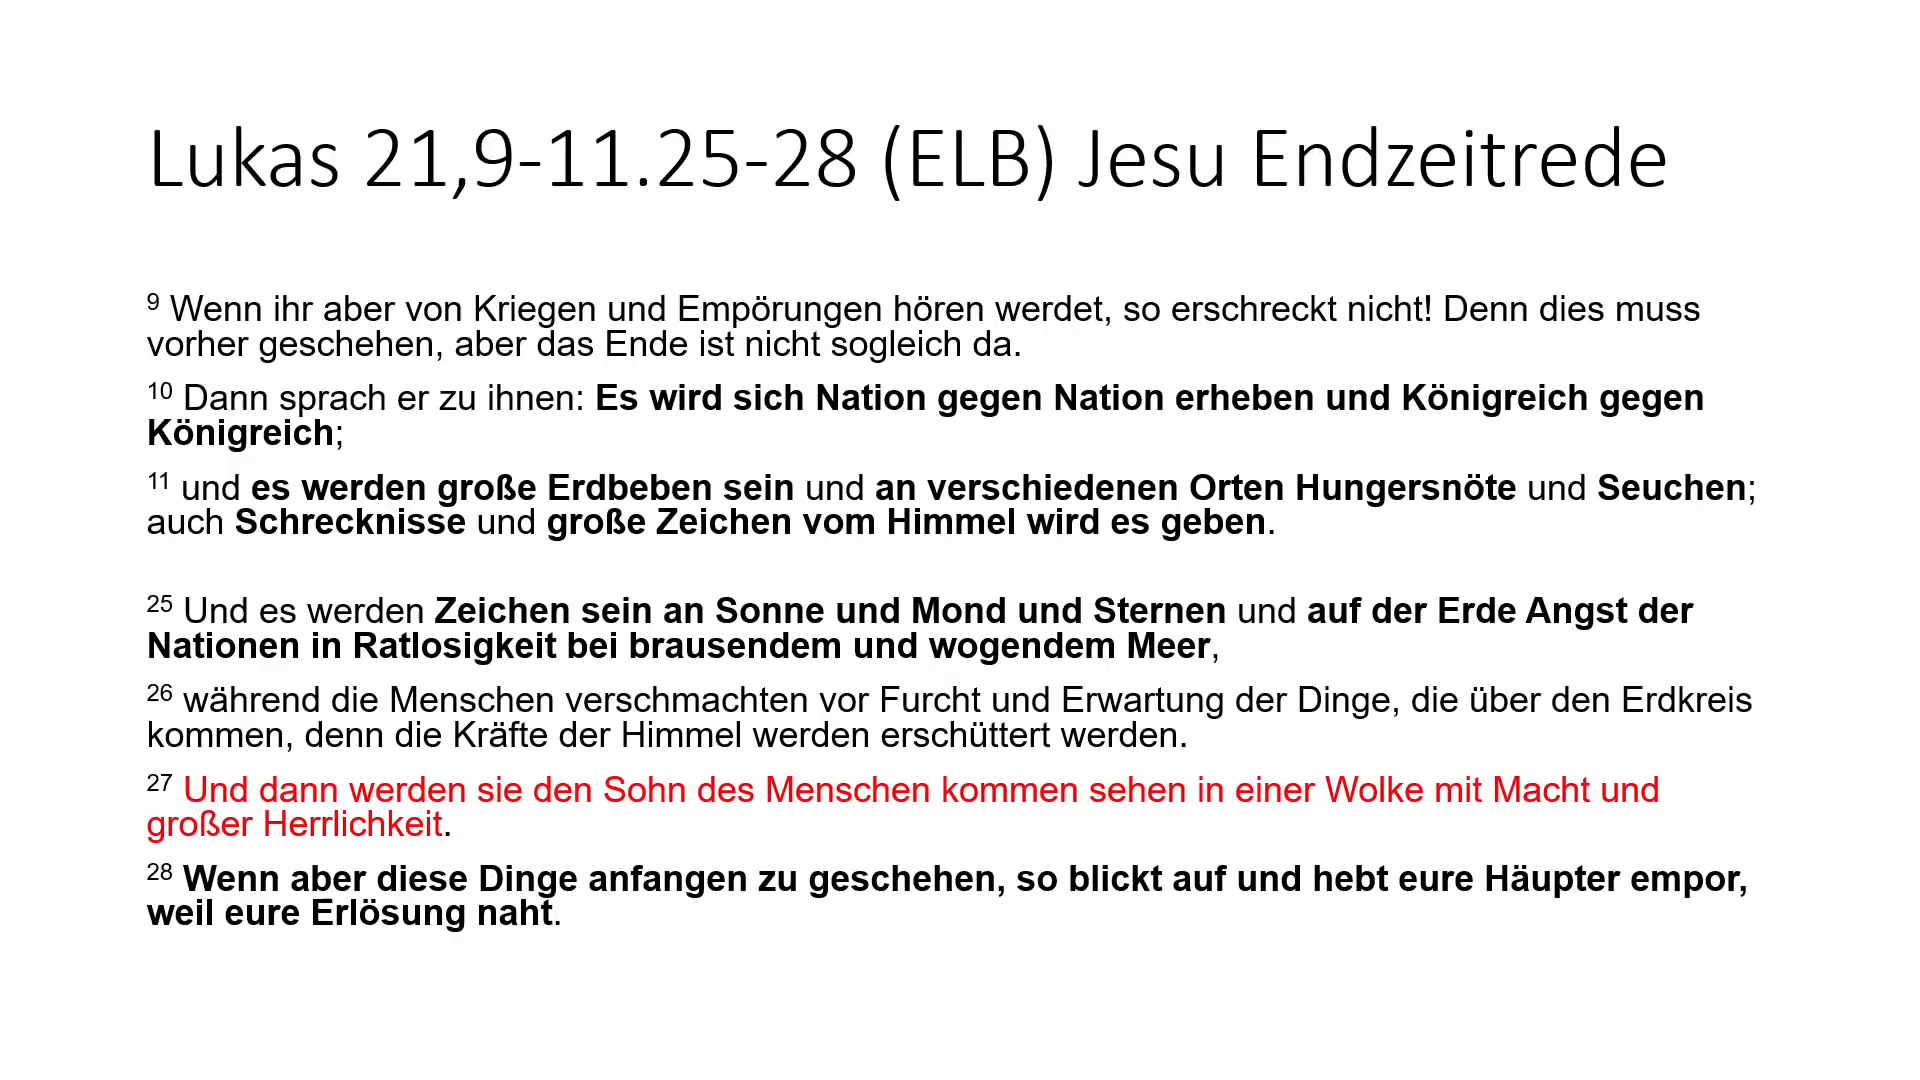 Lukas 21,9-11.25-28 (ELB) Jesu Endzeitrede
9 Wenn ihr aber von Kriegen und Empörungen hören werdet, so erschreckt nicht! Denn dies muss
vorher geschehen, aber das Ende ist nicht sogleich da.
10 Dann sprach er zu ihnen: Es wird sich Nation gegen Nation erheben und Königreich gegen
Königreich;
11 und es werden große Erdbeben sein und an verschiedenen Orten Hungersnöte und Seuchen;
auch Schrecknisse und große Zeichen vom Himmel wird es geben.
25 Und es werden Zeichen sein an Sonne und Mond und Sternen und auf der Erde Angst der
Nationen in Ratlosigkeit bei brausendem und wogendem Meer,
26 während die Menschen verschmachten vor Furcht und Erwartung der Dinge, die über den Erdkreis
kommen, denn die Kräfte der Himmel werden erschüttert werden.
27 Und dann werden sie den Sohn des Menschen kommen sehen in einer Wolke mit Macht und
großer Herrlichkeit.
28 Wenn aber diese Dinge anfangen zu geschehen, so blickt auf und hebt eure Häupter empor,
weil eure Erlösung naht.